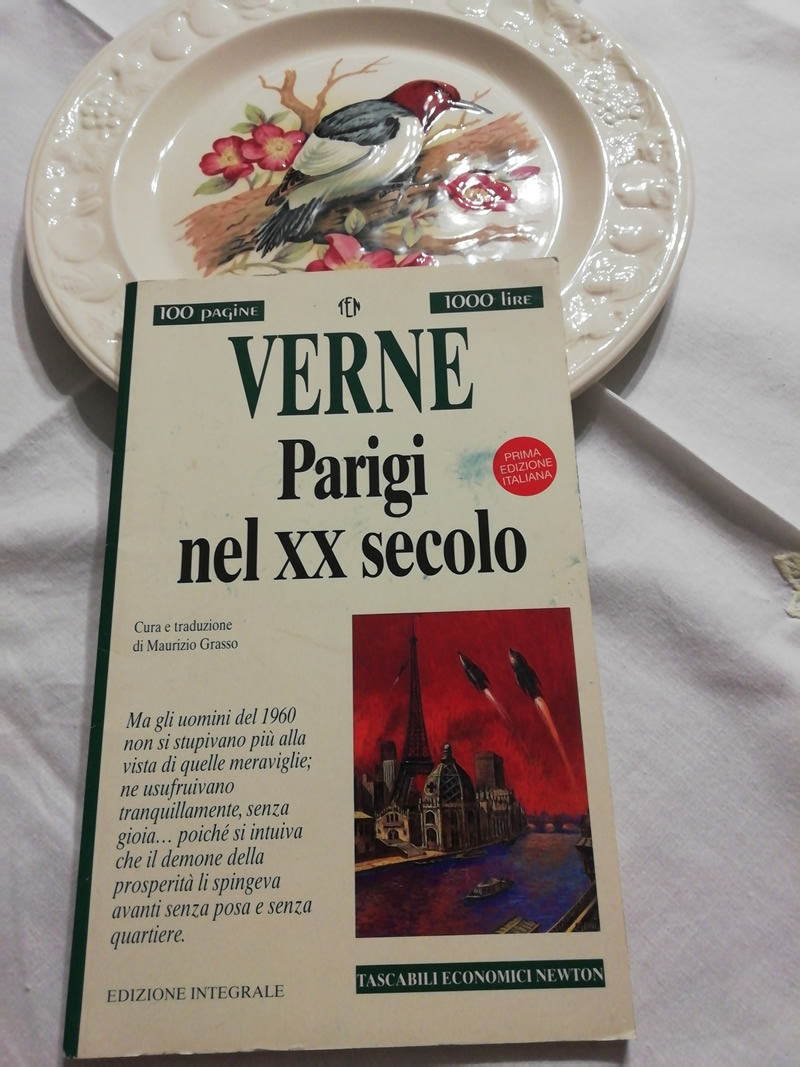 100 PAGINE
TEN
1000 LIRE
VERNE
Parigi
nel XX secolo
PRIMA
EDIZIONE
ITALIANA
Cura e traduzione
di Maurizio Grasso
Ma gli uomini del 1960
non si stupivano più alla
vista di quelle meraviglie;
ne usufruivano
tranquillamente, senza
gioia... poiché si intuiva
che il demone della
prosperità li spingeva
avanti senza posa e senza
quartiere.
EDIZIONE INTEGRALE
TASCABILI ECONOMICI NEWTON